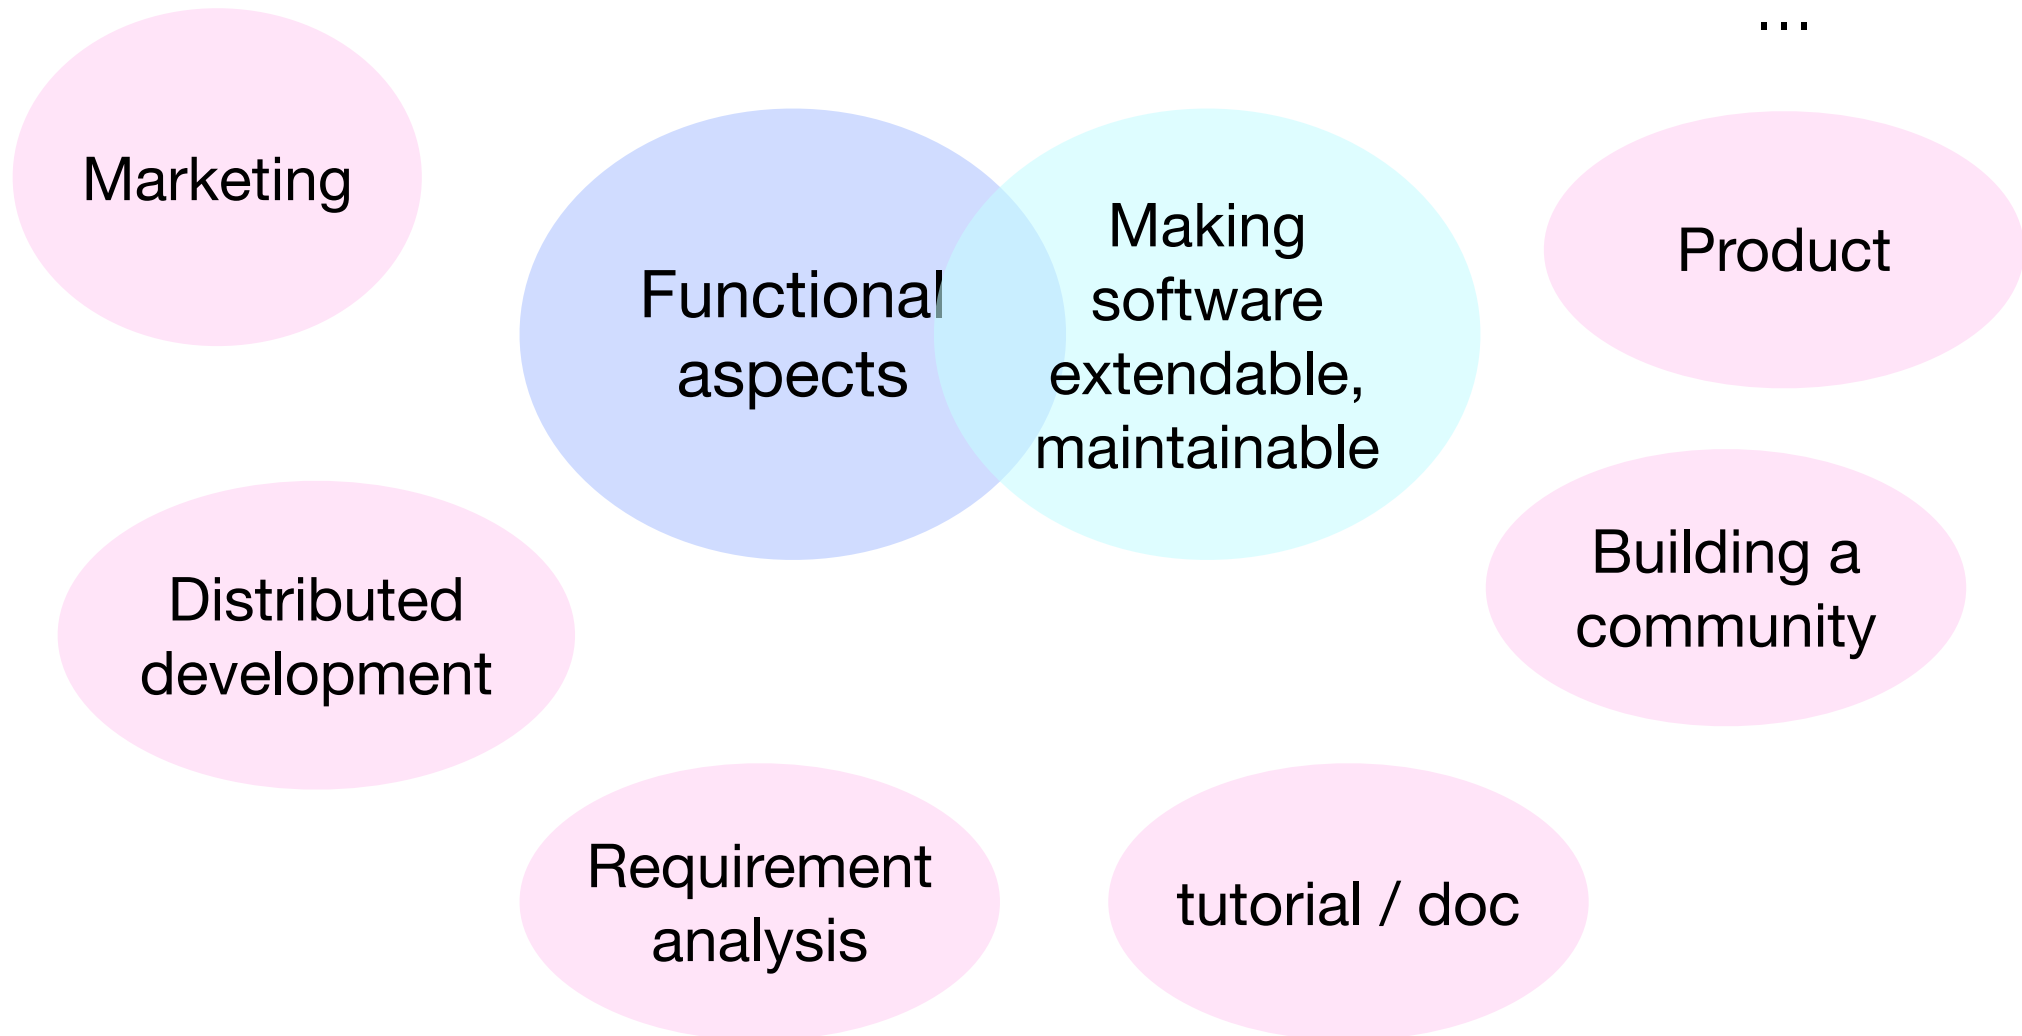 ...
Marketing
Functional
aspects
Making
software
extendable,
maintainable
Product
Distributed
development
Building a
community
Requirement
analysis
tutorial / doc